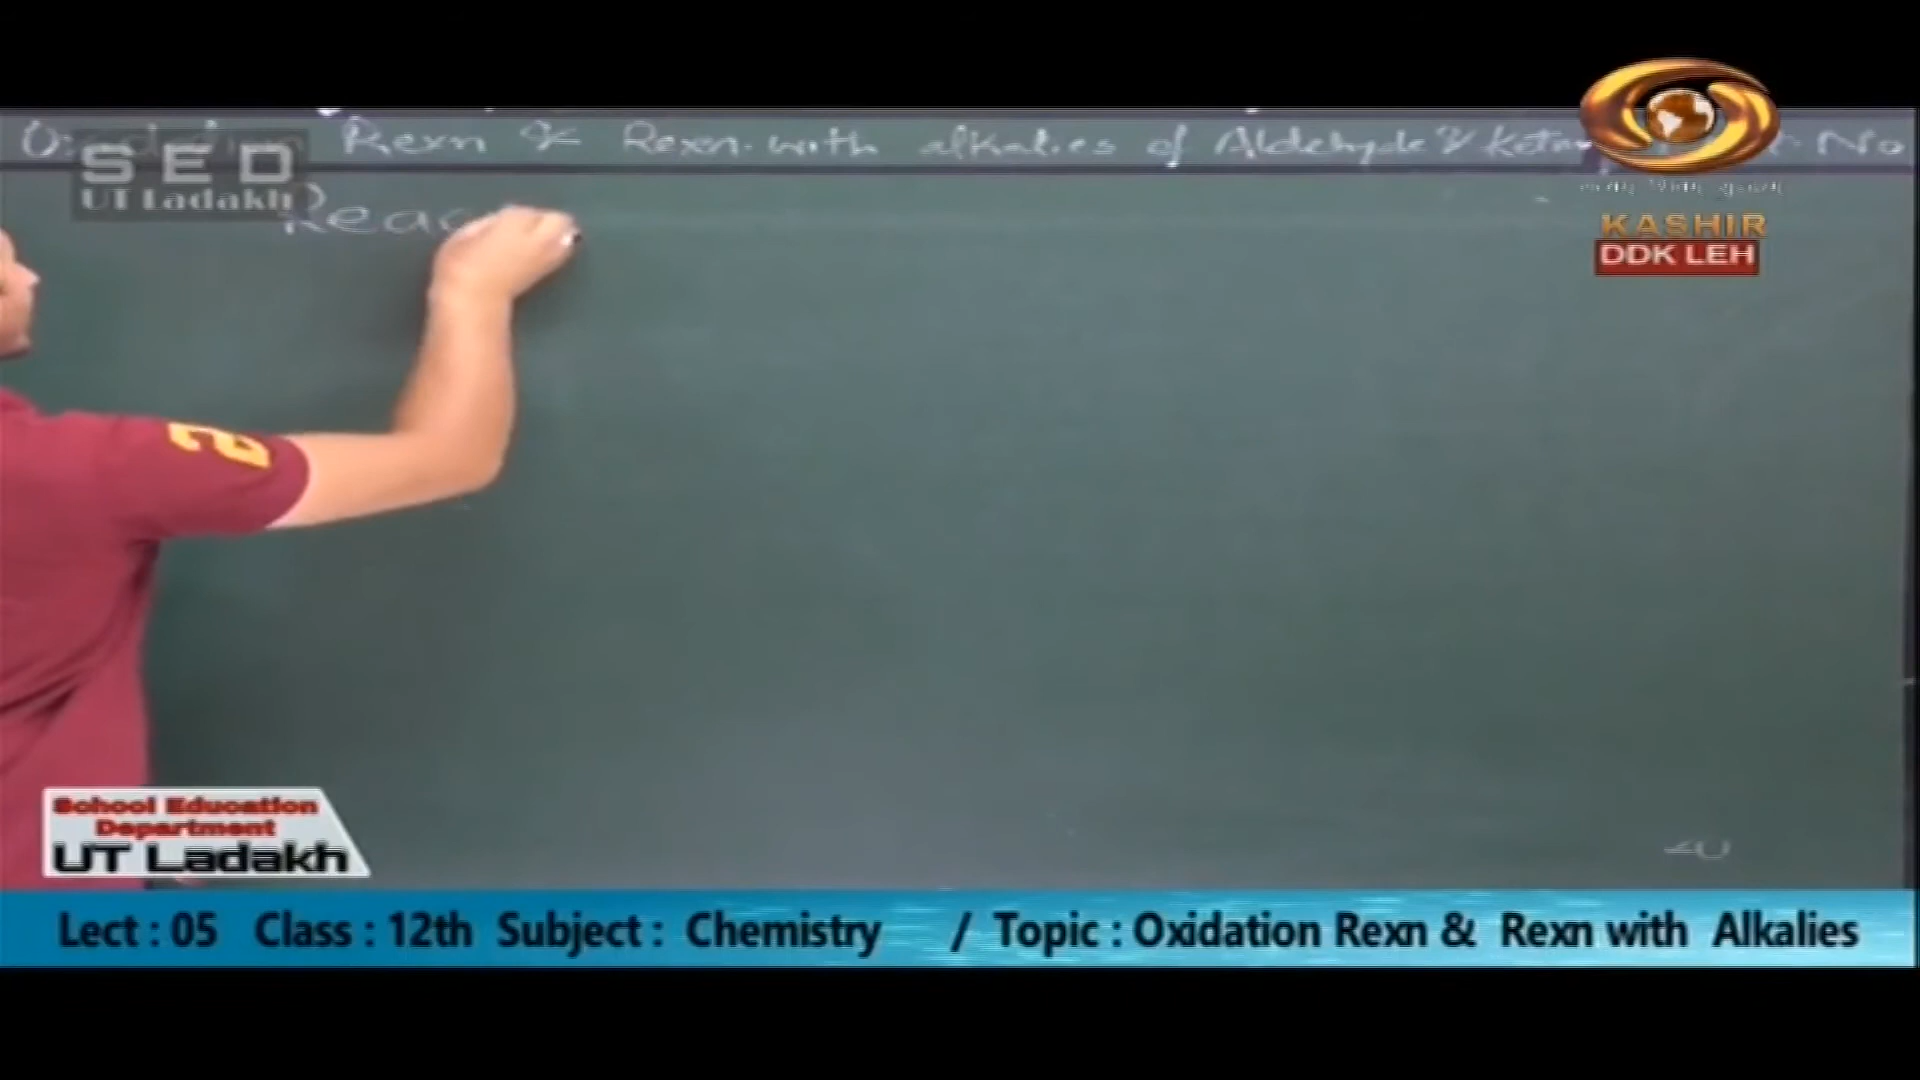 Rexn & Rexn. with alkalies of Aldehyde & No
SED
UT Ladakh
Reac
KASHIR
DDK LEH
School Education
Department
UT Ladakh
Lect : 05 Class : 12th Subject : Chemistry / Topic : Oxidation Rexn & Rexn with Alkalies